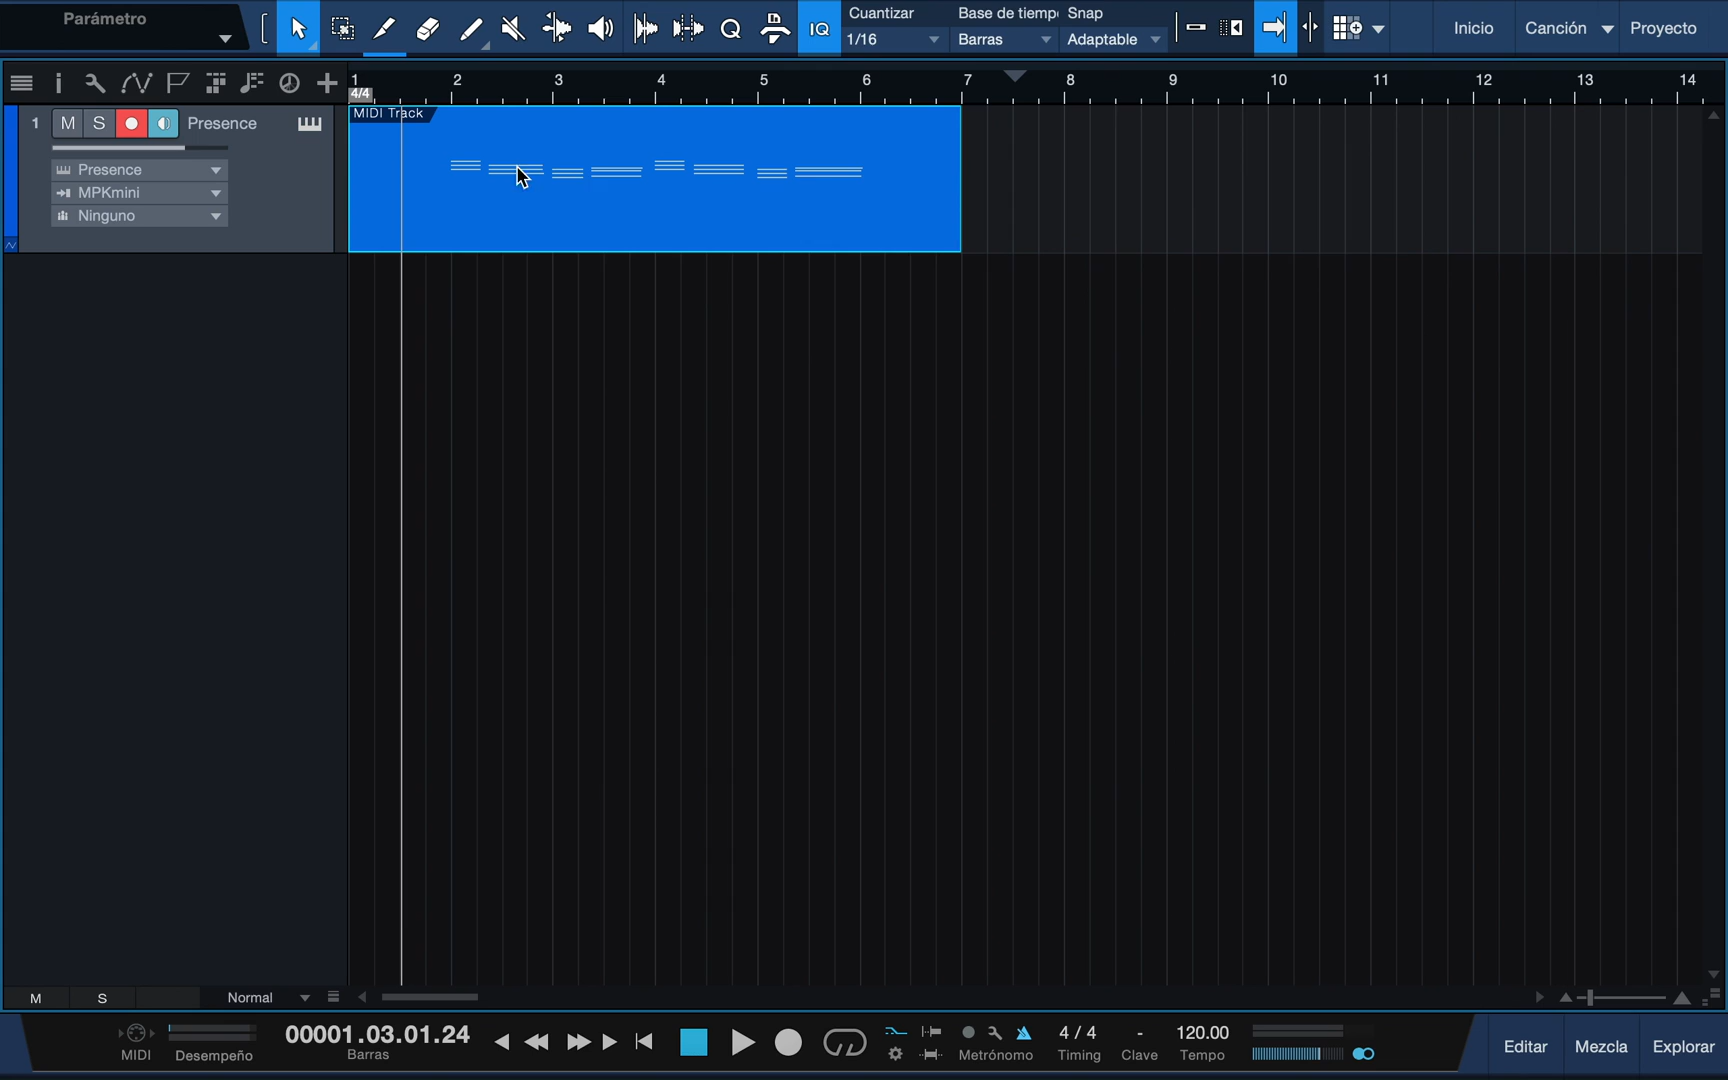 Parámetro
IQ
Cuantizar
1/16
Base de tiemp
Barras
Snap
Adaptable
Inicio
Canción
Proyecto
1 2 3 4 5 6 7 8 9 10 11 12 13 14
4/4
1 M S Presence
MIDI Track
Presence
MPKmini
Ninguno
M S Normal
MIDI
Desempeño
00001.03.01.24
Barras
Metrónomo
4 / 4
Timing
-
Clave
120.00
Tempo
Editar
Mezcla
Explorar